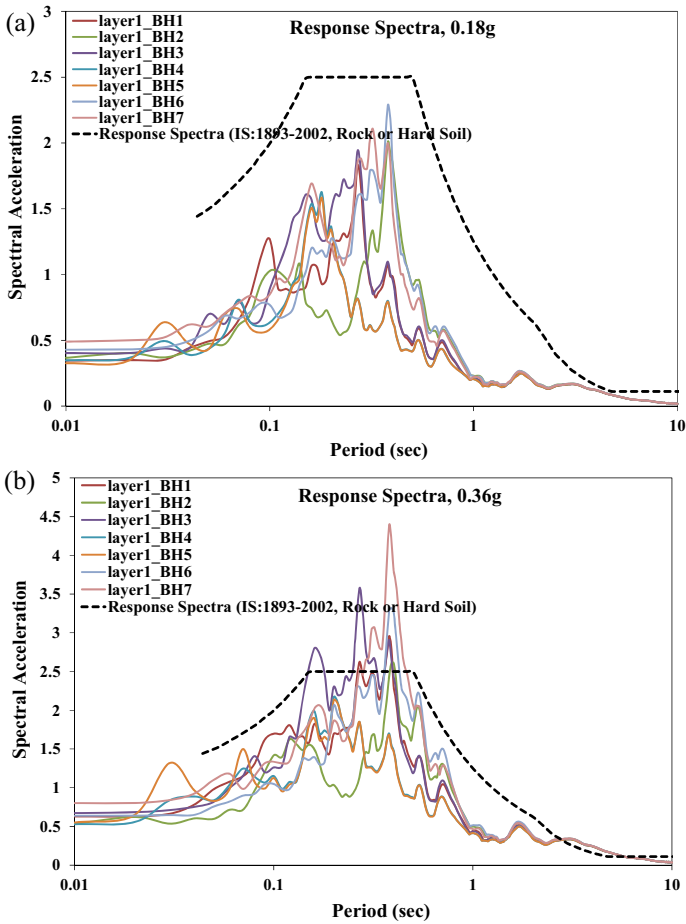 (a)
Response Spectra, 0.18g
layer1_BH1
layer1_BH2
layer1_BH3
layer1_BH4
layer1_BH5
layer1_BH6
layer1_BH7
Response Spectra (IS:1893-2002, Rock or Hard Soil)
Specttral Acceleration
3
2.5
2
1.5
1
0.5
0
0.01
0.1
1
10
Period (sec)
(b)
Response Spectra, 0.36g
layer1_BH1
layer1_BH2
layer1_BH3
layer1_BH4
layer1_BH5
layer1_BH6
layer1_BH7
Response Spectra (IS:1893-2002, Rock or Hard Soil)
Spectral Acceleration
5
4.5
4
3.5
3
2.5
2
1.5
1
0.5
0
0.01
0.1
1
10
Period (sec)